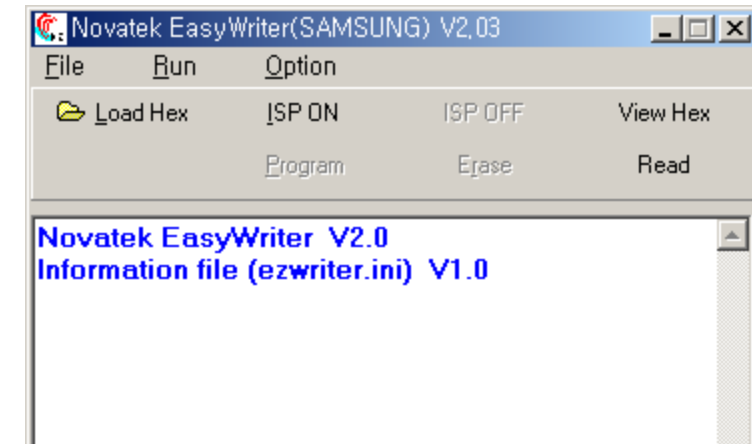 Novatek EasyWriter(SAMSUNG) V2,03
File Run Option
Load Hex ISP ON ISP OFF View Hex
Program Erase Read
Novatek EasyWriter V2.0
Information file (ezwriter.ini) V1.0